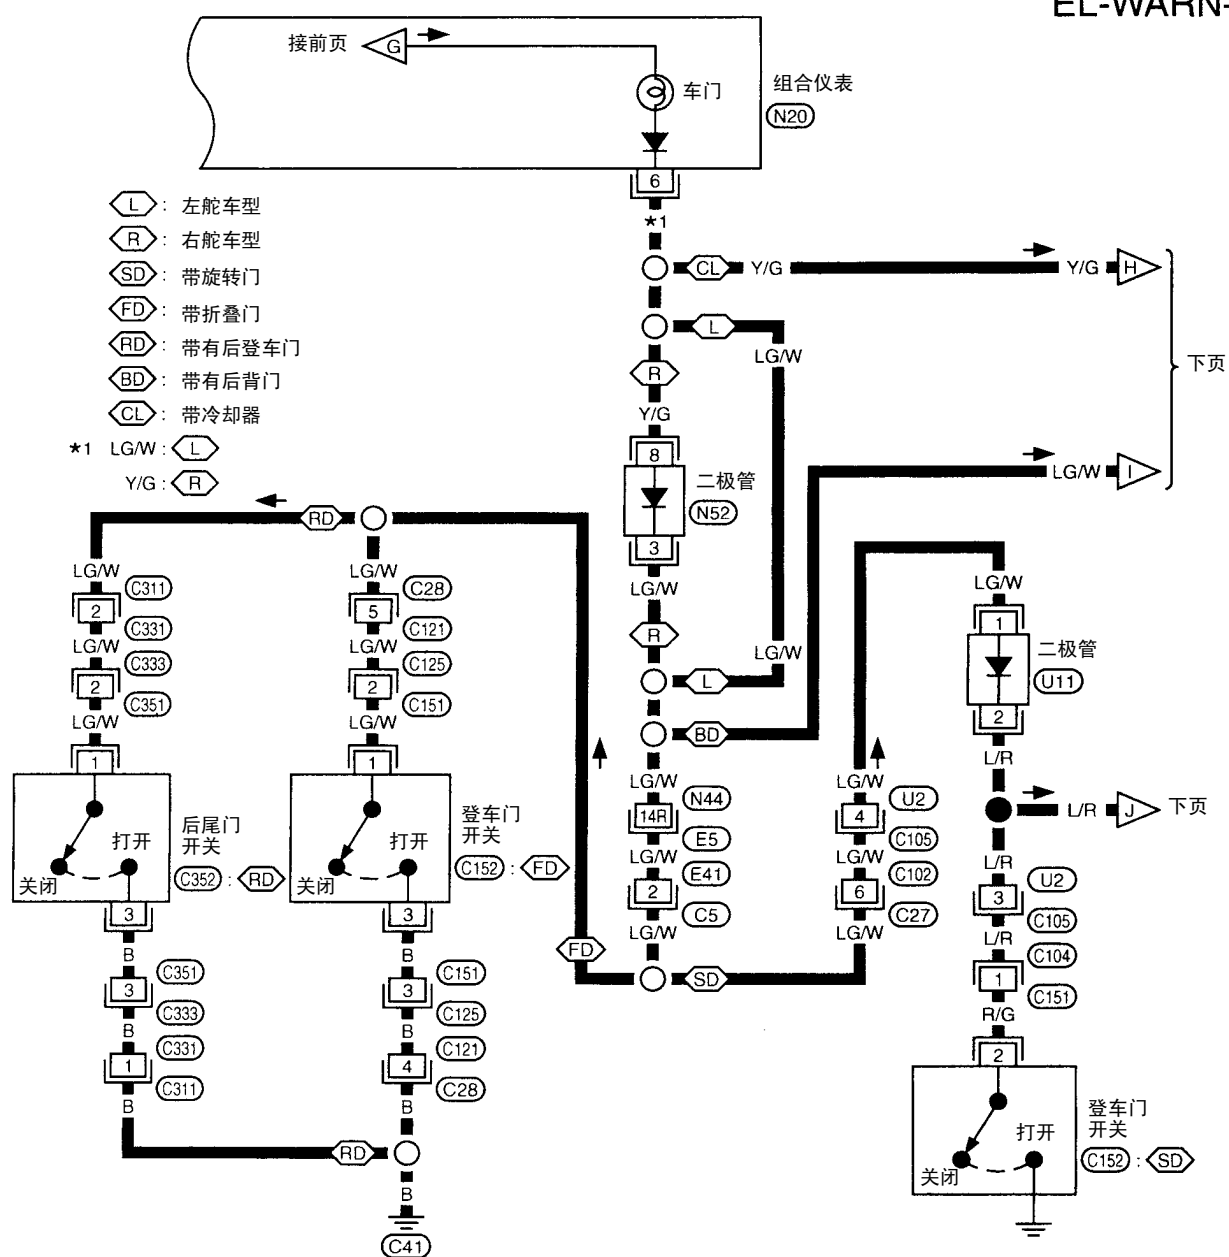 EL-WARN-
接前页
G
车门
组合仪表
N20
6
*1
L : 左舵车型
R : 右舵车型
SD : 带旋转门
FD : 带折叠门
RD : 带有后登车门
BD : 带有后背门
CL : 带冷却器
*1 LG/W : L
Y/G : R
CL Y/G
Y/G H
L
LG/W
R
下页
Y/G
8
二极管
N52
3
LG/W I
RD
LG/W
R
LG/W
L
BD
LG/W
C311
2
C331
LG/W
C333
2
C351
LG/W
1
LG/W
C28
5
C121
LG/W
C125
2
C151
LG/W
1
LG/W
1
二极管
U11
2
L/R
L/R J 下页
后尾门
开关
C352 : RD
打开
关闭
3
登车门
开关
C152 : FD
打开
关闭
3
LG/W
N44
14R
E5
LG/W
E41
2
C5
LG/W
FD
SD
LG/W
U2
4
C105
LG/W
C102
6
C27
LG/W
L/R
U2
3
C105
L/R
C104
1
C151
R/G
2
B
C351
3
C333
B
C331
1
C311
B
RD
B
C151
3
C125
B
C121
4
C28
B
B
C41
登车门
开关
C152 : SD
打开
关闭